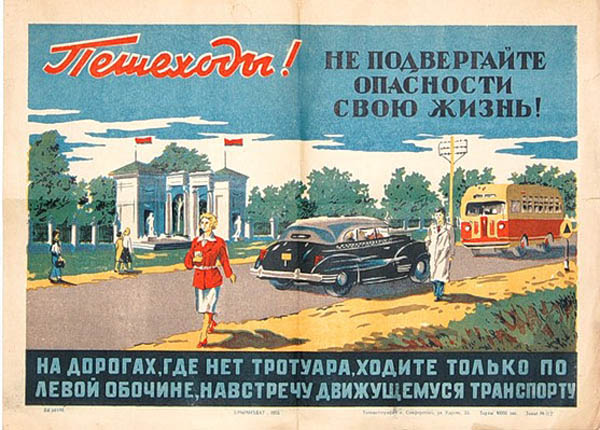 Пешеходы!
НЕ ПОДВЕРГАЙТЕ
ОПАСНОСТИ
СВОЮ ЖИЗНЬ!
НА ДОРОГАХ, ГДЕ НЕТ ТРОТУАРА, ХОДИТЕ ТОЛЬКО ПО
ЛЕВОЙ ОБОЧИНЕ, НАВСТРЕЧУ ДВИЖУЩЕМУСЯ ТРАНСПОРТУ